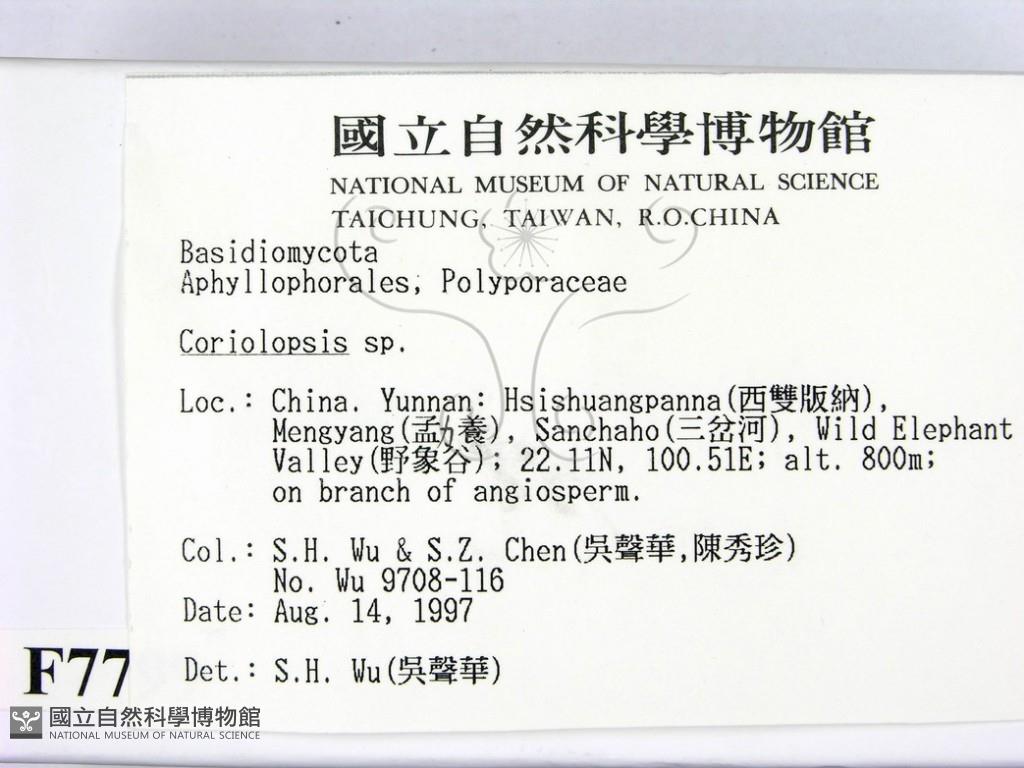 國立自然科學博物館
NATIONAL MUSEUM OF NATURAL SCIENCE
TAICHUNG, TAIWAN, R.O.CHINA
Basidiomycota
Aphyllophorales, Polyporaceae
Coriolopsis sp.
Loc.: China. Yunnan: Hsishuangpanna(西雙版納),
Mengyang(孟力養), Sanchaho(三岔河), Wild Elephant
Valley(野象谷); 22.11N, 100.51E; alt. 800m;
on branch of angiosperm.
Col.: S.H. Wu & S.Z. Chen(吳聲華,陳秀珍)
No. Wu 9708-116
Date: Aug. 14, 1997
Det.: S.H. Wu(吳聲華)
F77
國立自然科學博物館
NATIONAL MUSEUM OF NATURAL SCIENCE